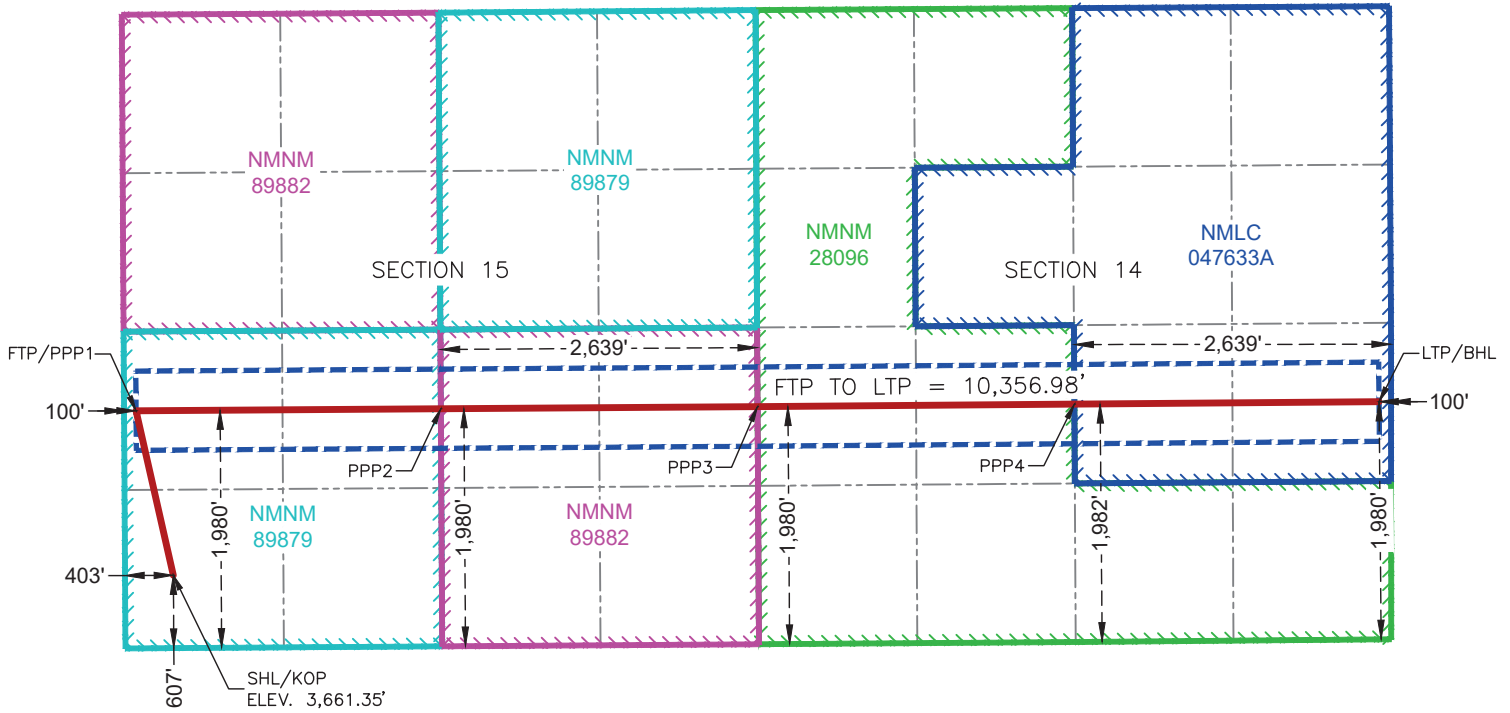 NMNM
89882
NMNM
89879
NMNM
28096
NMLC
047633A
SECTION 15
SECTION 14
FTP/PPP1
2,639'
2,639'
LTP/BHL
FTP TO LTP = 10,356.98'
100'
100'
PPP2
PPP3
PPP4
NMNM
89879
1,980'
1,980'
NMNM
89882
1,980'
1,982'
1,980'
403'
607'
SHL/KOP
ELEV. 3,661.35'